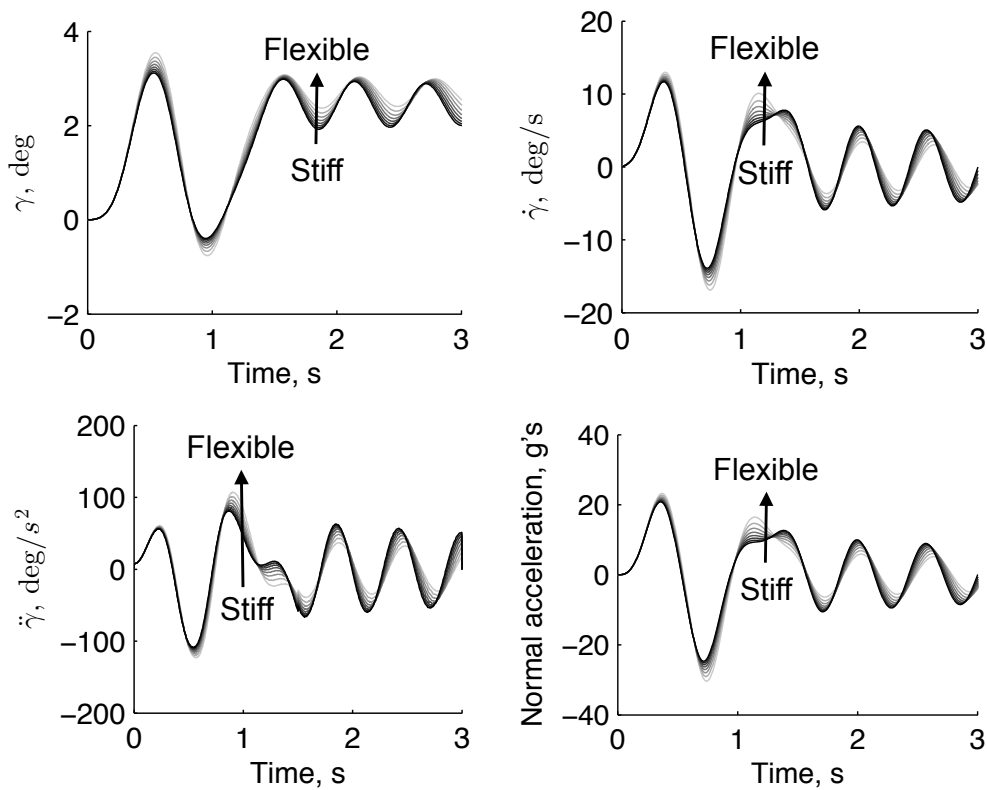 4
2
0
−2
γ, deg
Flexible
Stiff
0
1
2
3
Time, s
20
10
0
−10
−20
γ̇, deg/s
Flexible
Stiff
0
1
2
3
Time, s
200
100
0
−100
−200
γ̈, deg/s²
Flexible
Stiff
0
1
2
3
Time, s
40
20
0
−20
−40
Normal acceleration, g's
Flexible
Stiff
0
1
2
3
Time, s